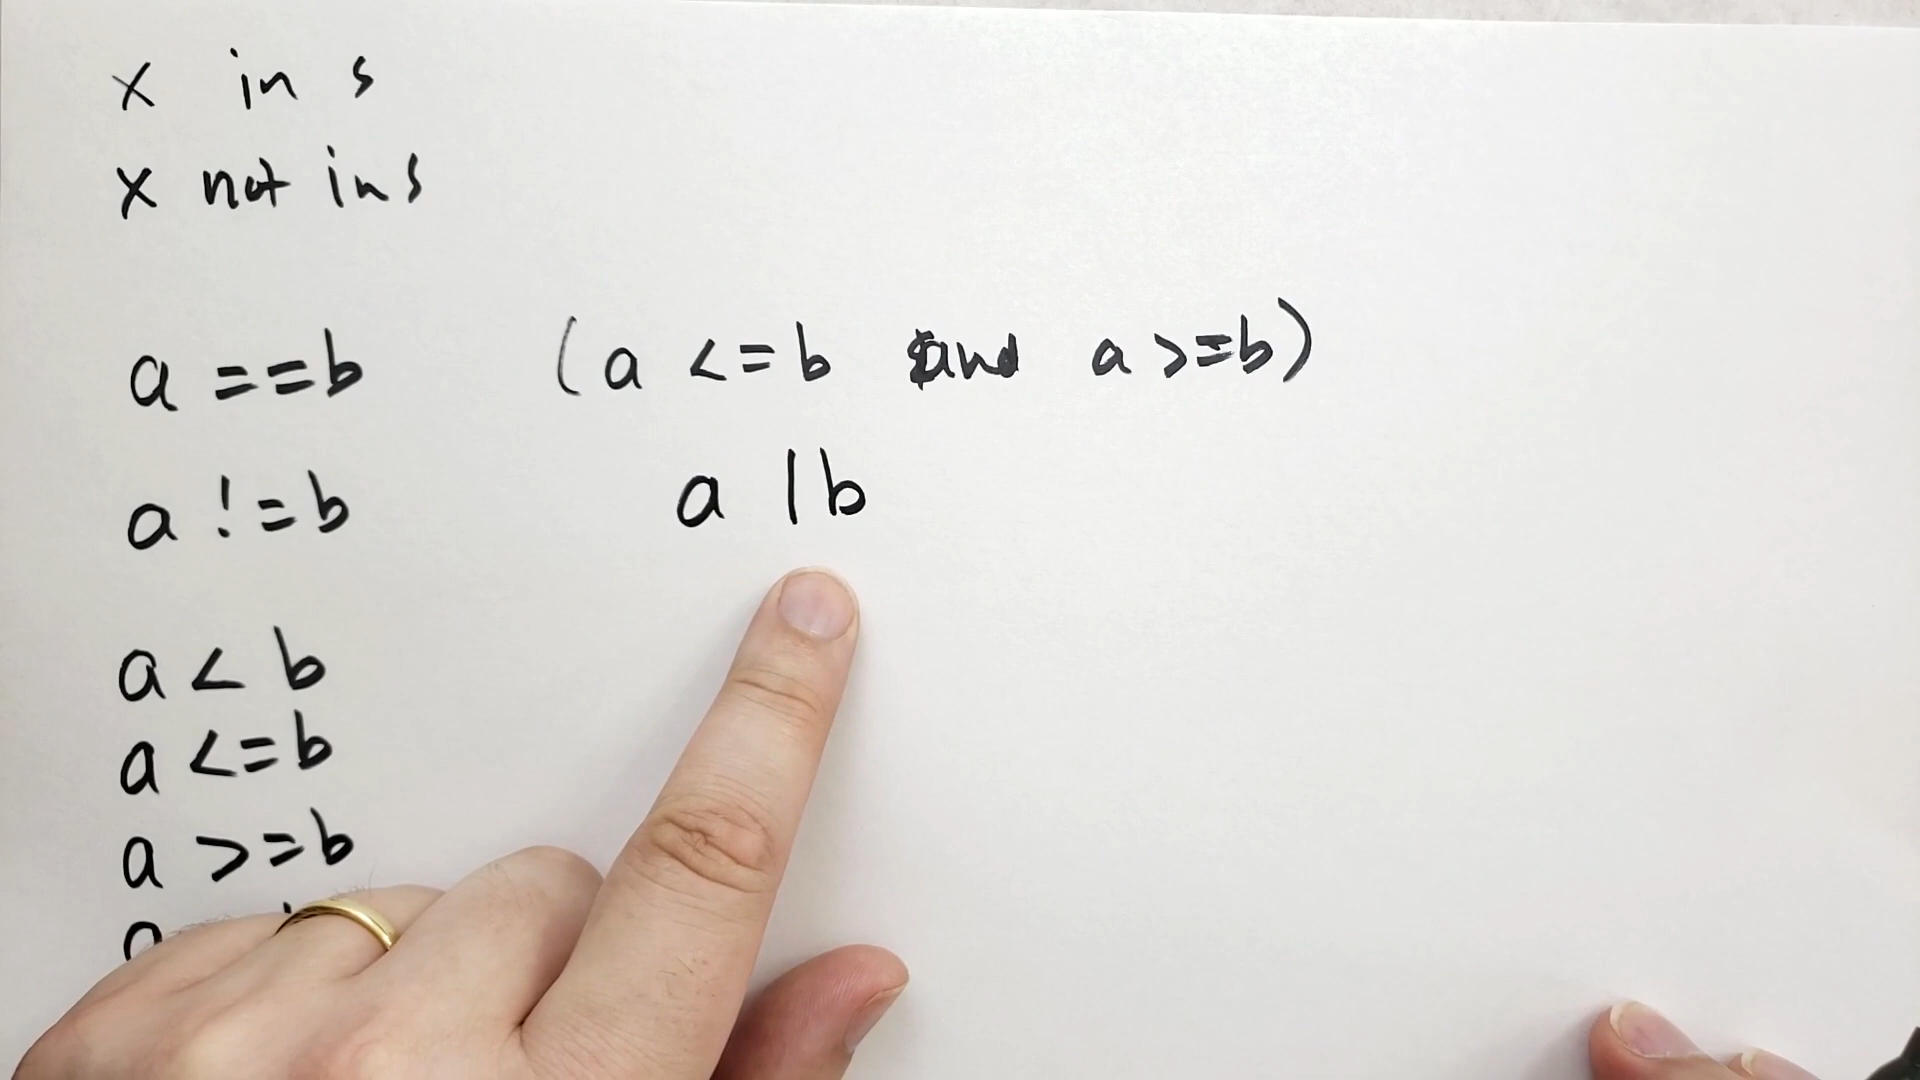 x in s
x not in s
a == b (a <= b and a >= b)
a != b a | b
a < b
a <= b
a >= b
a